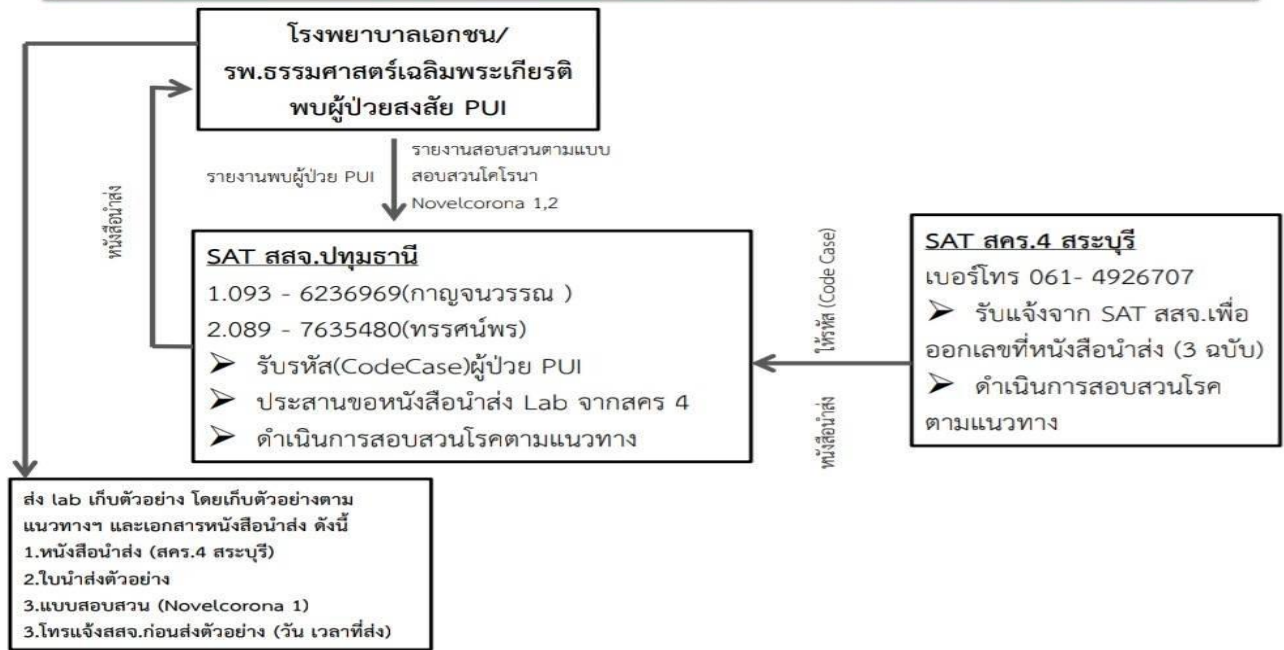 โรงพยาบาลเอกชน/
รพ.ธรรมศาสตร์เฉลิมพระเกียรติ
พบผู้ป่วยสงสัย PUI
รายงานพบผู้ป่วย PUI
รายงานสอบสวนตามแบบ
สอบสวนโคโรนา
Novelcorona 1,2
หนังสือนำส่ง
SAT สสจ.ปทุมธานี
1.093 - 6236969(กาญจนวรรณ )
2.089 - 7635480(ทรรศน์พร)
➢ รับรหัส(CodeCase)ผู้ป่วย PUI
➢ ประสานขอหนังสือนำส่ง Lab จากสคร 4
➢ ดำเนินการสอบสวนโรคตามแนวทาง
ให้รหัส (Code Case)
หนังสือนำส่ง
SAT สคร.4 สระบุรี
เบอร์โทร 061- 4926707
➢ รับแจ้งจาก SAT สสจ.เพื่อ
ออกเลขที่หนังสือนำส่ง (3 ฉบับ)
➢ ดำเนินการสอบสวนโรค
ตามแนวทาง
ส่ง lab เก็บตัวอย่าง โดยเก็บตัวอย่างตาม
แนวทางฯ และเอกสารหนังสือนำส่ง ดังนี้
1.หนังสือนำส่ง (สคร.4 สระบุรี)
2.ใบนำส่งตัวอย่าง
3.แบบสอบสวน (Novelcorona 1)
3.โทรแจ้งสสจ.ก่อนส่งตัวอย่าง (วัน เวลาที่ส่ง)